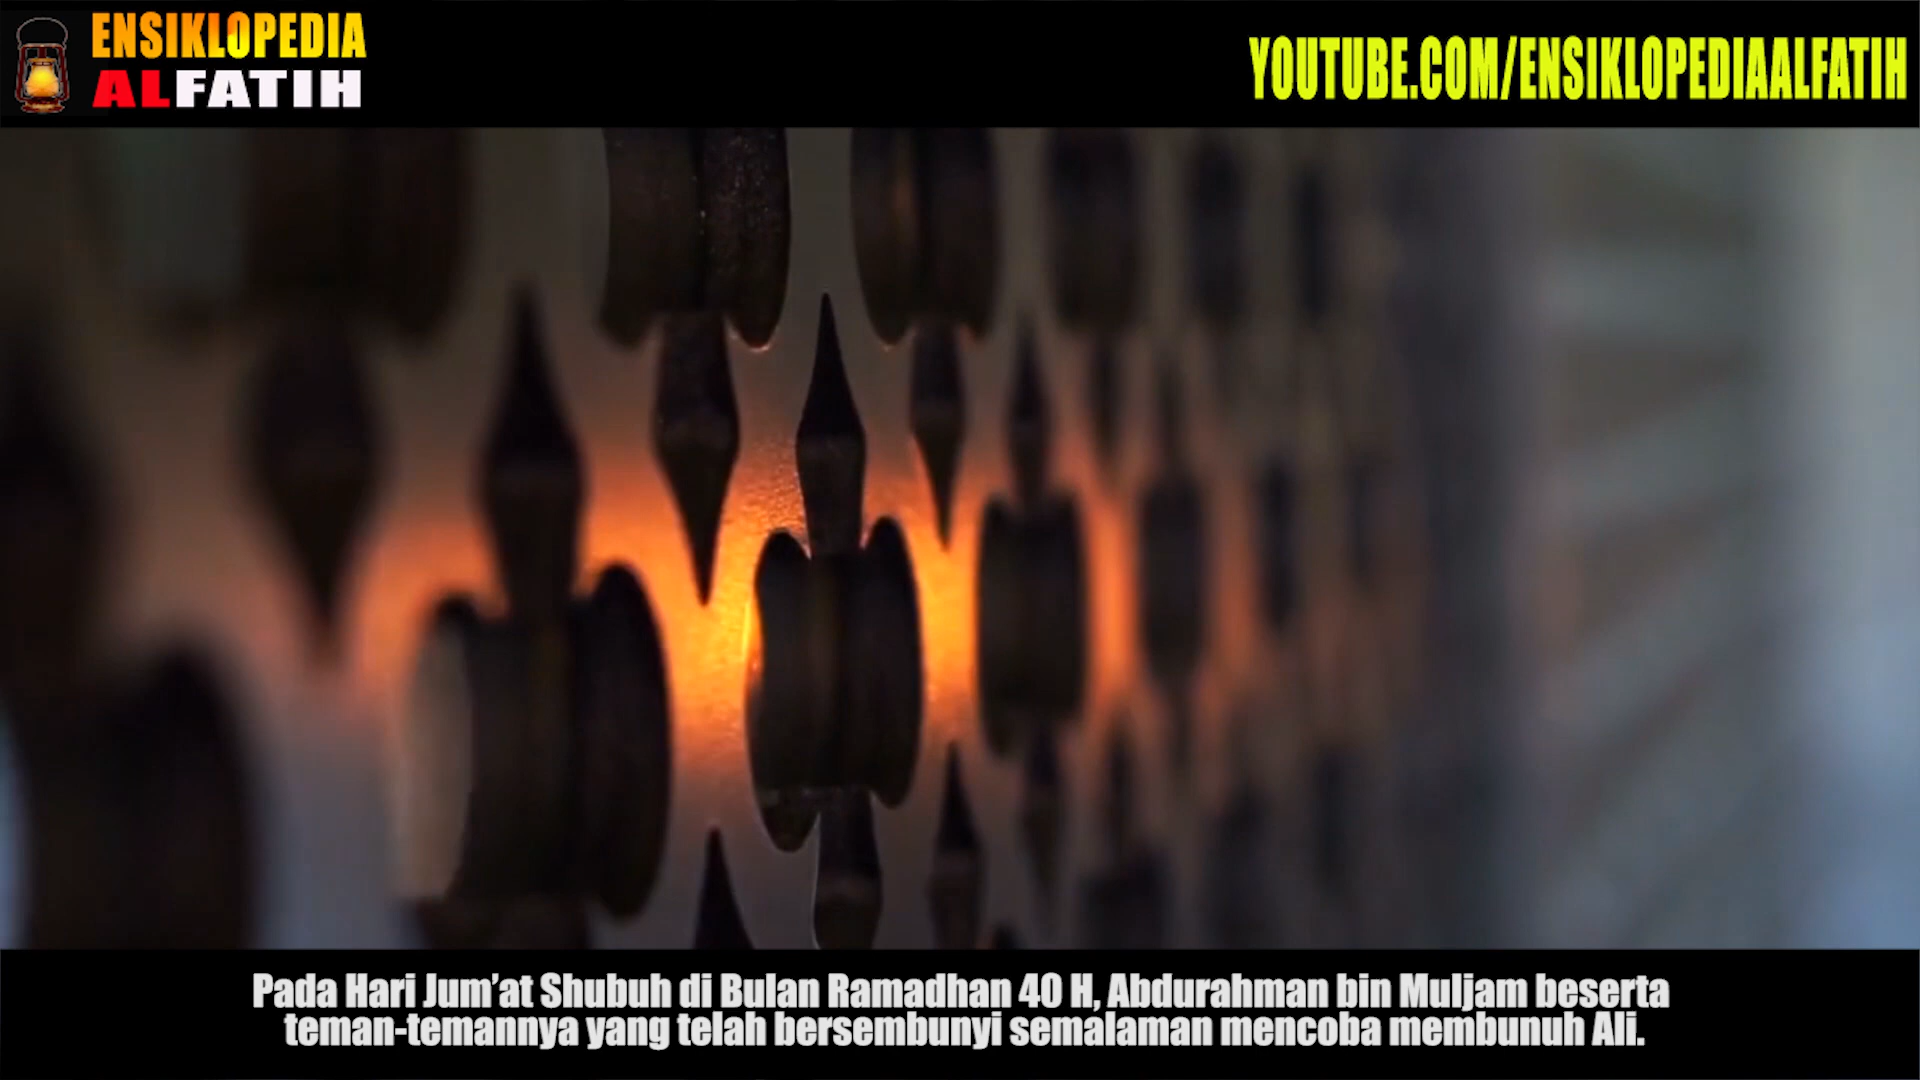 ENSIKLOPEDIA
ALFATIH
YOUTUBE.COM/ENSIKLOPEDIAALFATIH
Pada Hari Jum'at Shubuh di Bulan Ramadhan 40 H, Abdurahman bin Muljam beserta
teman-temannya yang telah bersembunyi semalaman mencoba membunuh Ali.